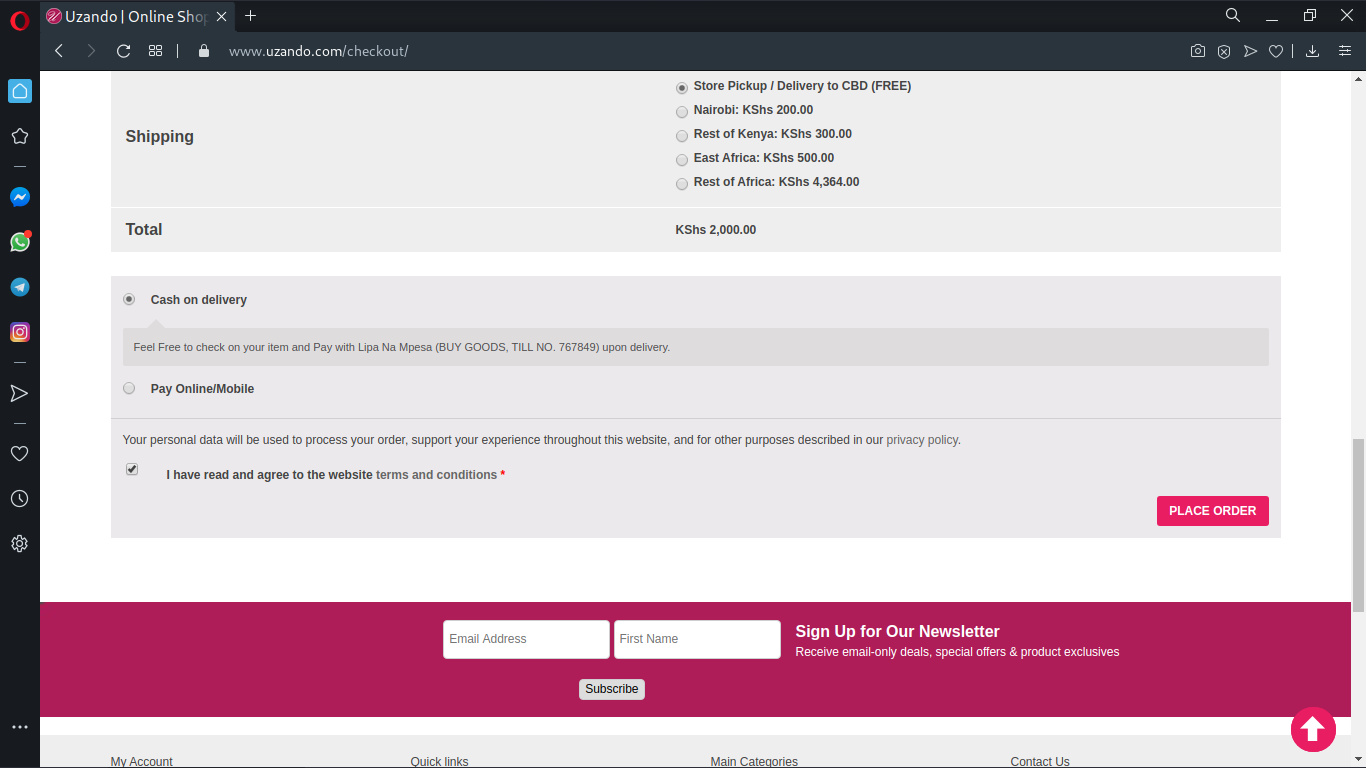 Uzando | Online Shop
www.uzando.com/checkout/
Shipping
Store Pickup / Delivery to CBD (FREE)
Nairobi: KShs 200.00
Rest of Kenya: KShs 300.00
East Africa: KShs 500.00
Rest of Africa: KShs 4,364.00
Total
KShs 2,000.00
Cash on delivery
Feel Free to check on your item and Pay with Lipa Na Mpesa (BUY GOODS, TILL NO. 767849) upon delivery.
Pay Online/Mobile
Your personal data will be used to process your order, support your experience throughout this website, and for other purposes described in our privacy policy.
I have read and agree to the website terms and conditions *
PLACE ORDER
Email Address
First Name
Sign Up for Our Newsletter
Receive email-only deals, special offers & product exclusives
Subscribe
My Account
Quick links
Main Categories
Contact Us